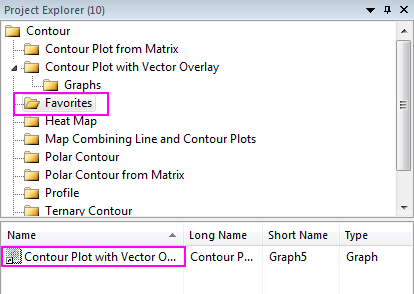 Project Explorer (10)
Contour
Contour Plot from Matrix
Contour Plot with Vector Overlay
Graphs
Favorites
Heat Map
Map Combining Line and Contour Plots
Polar Contour
Polar Contour from Matrix
Profile
Ternary Contour
Name Long Name Short Name Type
Contour Plot with Vector O... Contour P... Graph5 Graph